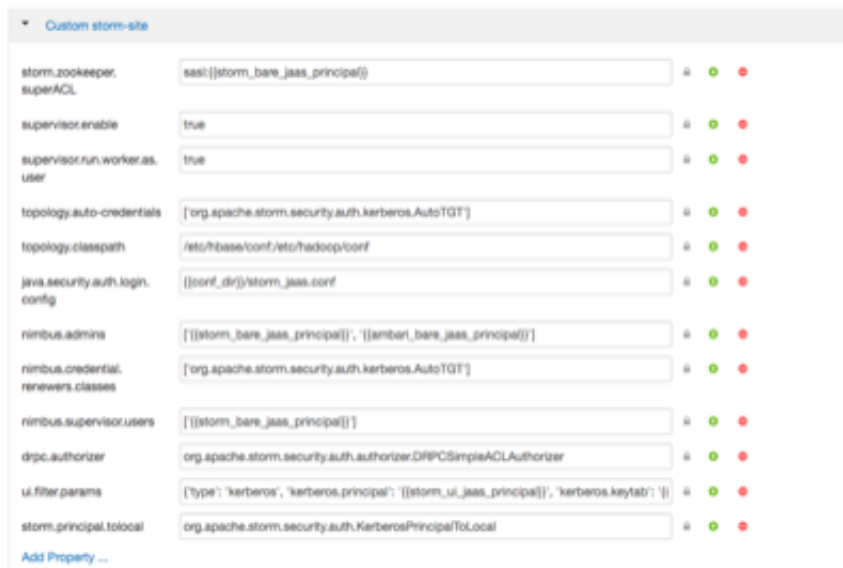 Custom storm-site
storm.zookeeper.
superACL
sasl:{{storm_bare_jaas_principal}}
supervisor.enable
true
supervisor.run.worker.as.
user
true
topology.auto-credentials
['org.apache.storm.security.auth.kerberos.AutoTGT']
topology.classpath
/etc/hbase/conf:/etc/hadoop/conf
java.security.auth.login.
config
{{conf_dir}}/storm_jaas.conf
nimbus.admins
['{{storm_bare_jaas_principal}}', '{{ambari_bare_jaas_principal}}']
nimbus.credential.
renewers.classes
['org.apache.storm.security.auth.kerberos.AutoTGT']
nimbus.supervisor.users
['{{storm_bare_jaas_principal}}']
drpc.authorizer
org.apache.storm.security.auth.authorizer.DRPCSimpleACLAuthorizer
ui.filter.params
{'type': 'kerberos', 'kerberos.principal': '{{storm_ui_jaas_principal}}', 'kerberos.keytab': '{{
storm.principal.tolocal
org.apache.storm.security.auth.KerberosPrincipalToLocal
Add Property ...